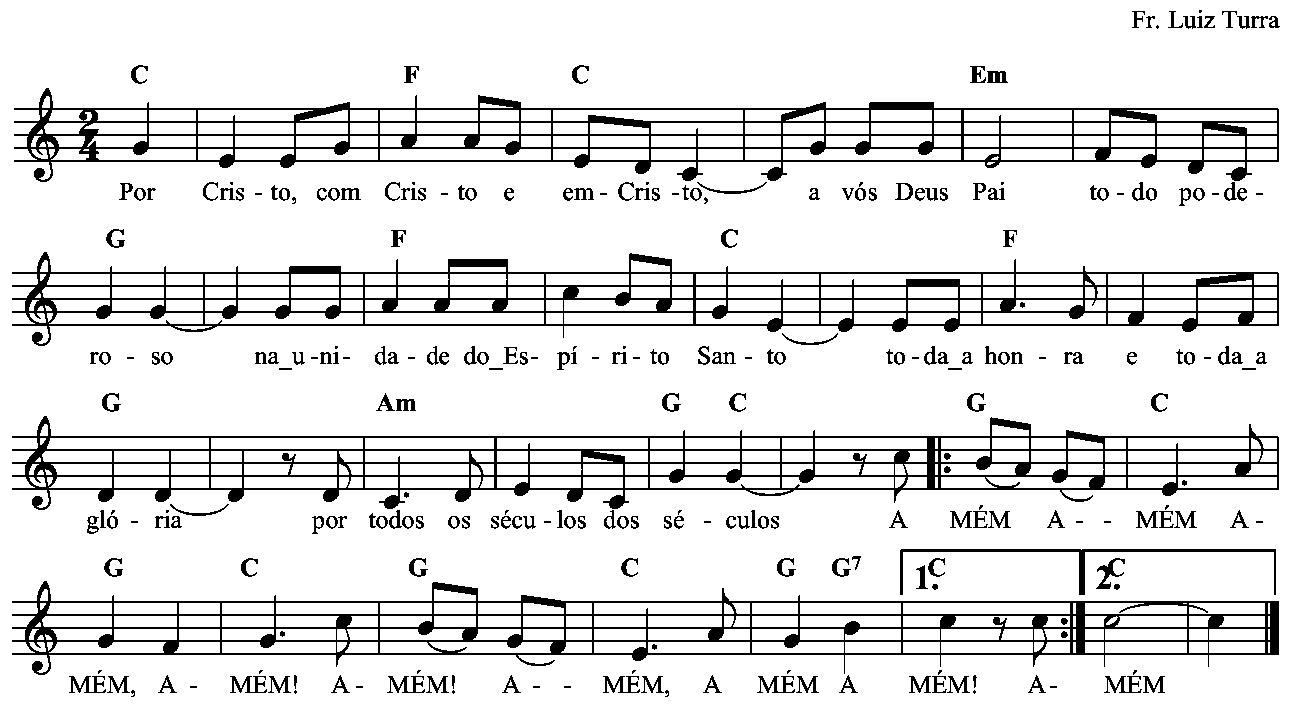 Fr. Luiz Turra
C F C Em
2
4
Por Cris - to, com Cris - to e em-Cris - to, a vós Deus Pai to - do po - de -
G F C F
ro - so na_u -ni- da - de do_Es- pí - ri - to San - to to - da_a hon - ra e to - da_a
G Am G C G C
gló - ria por todos os sécu - los dos sé - culos A MÉM A - - MÉM A -
G C G C G G7 1. C 2. C
MÉM, A - MÉM! A - MÉM! A - - MÉM, A MÉM A MÉM! A- MÉM